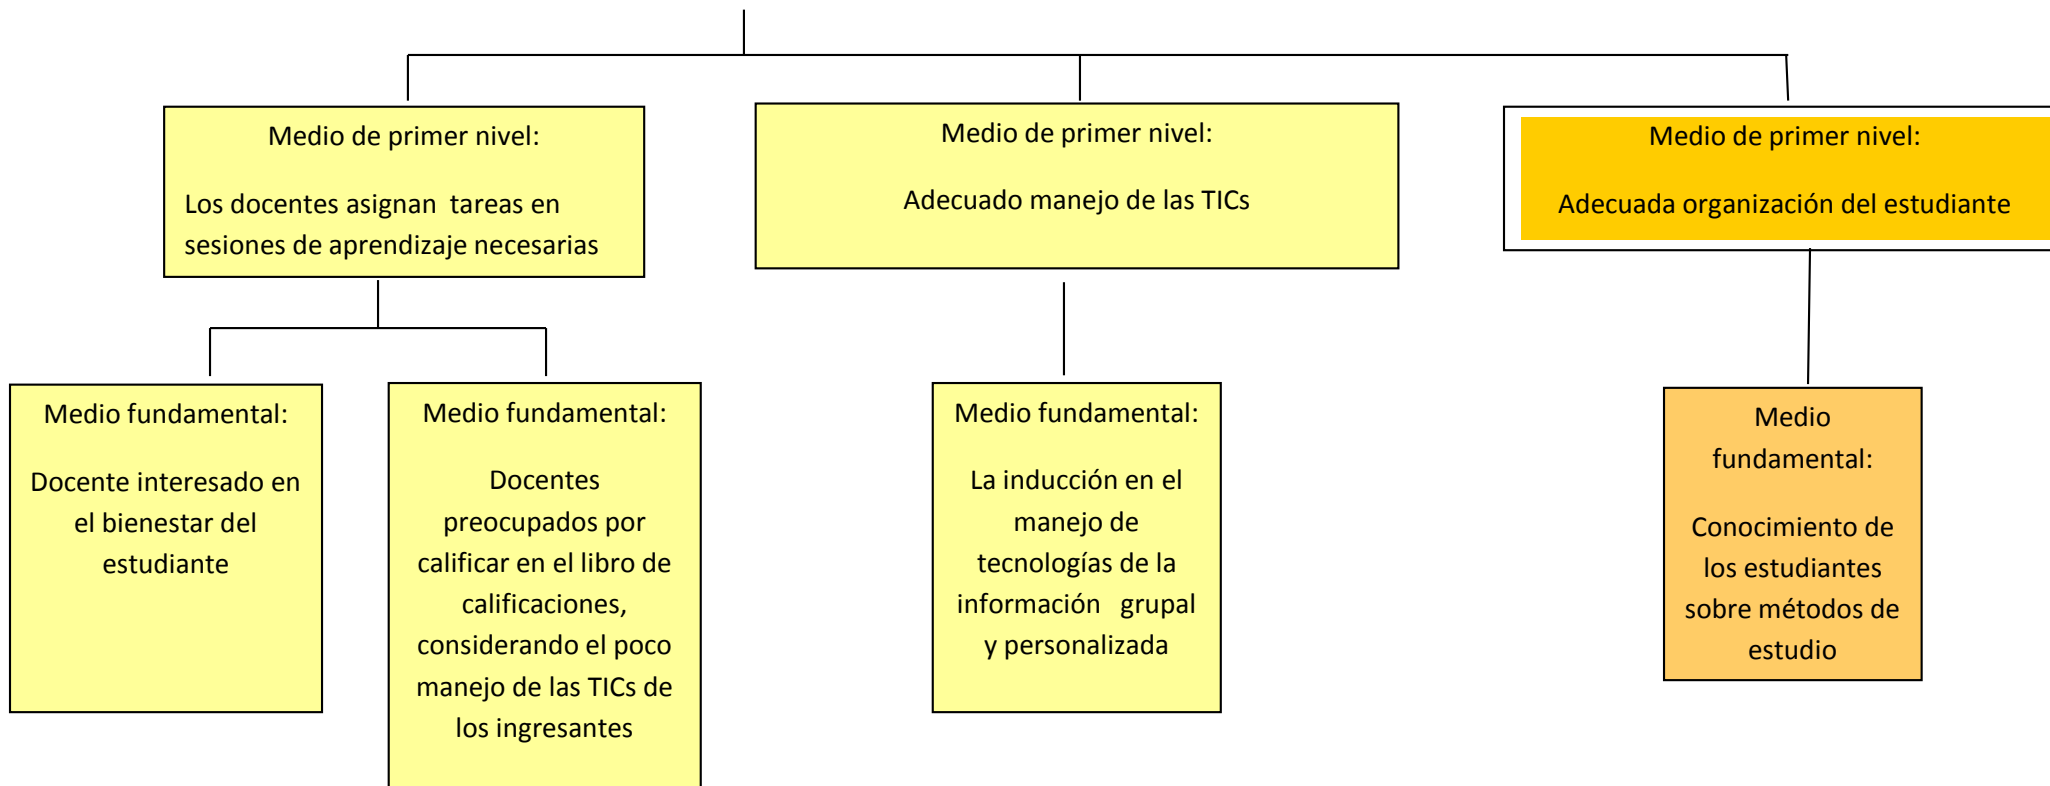 Medio de primer nivel:
Los docentes asignan  tareas en
sesiones de aprendizaje necesarias
Medio de primer nivel:
Adecuado manejo de las TICs
Medio de primer nivel:
Adecuada organización del estudiante
Medio fundamental:
Docente interesado en
el bienestar del
estudiante
Medio fundamental:
Docentes
preocupados por
calificar en el libro de
calificaciones,
considerando el poco
manejo de las TICs de
los ingresantes
Medio fundamental:
La inducción en el
manejo de
tecnologías de la
información   grupal
y personalizada
Medio
fundamental:
Conocimiento de
los estudiantes
sobre métodos de
estudio